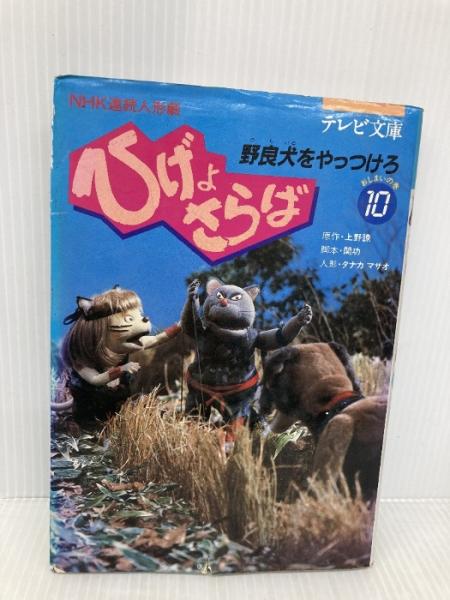 NHK連続人形劇
テレビ文庫
ひげよ
さらば
野良犬をやっつけろ
おしまいの巻
10
原作・上野瞭
脚本・関功
人形・タナカ マサオ